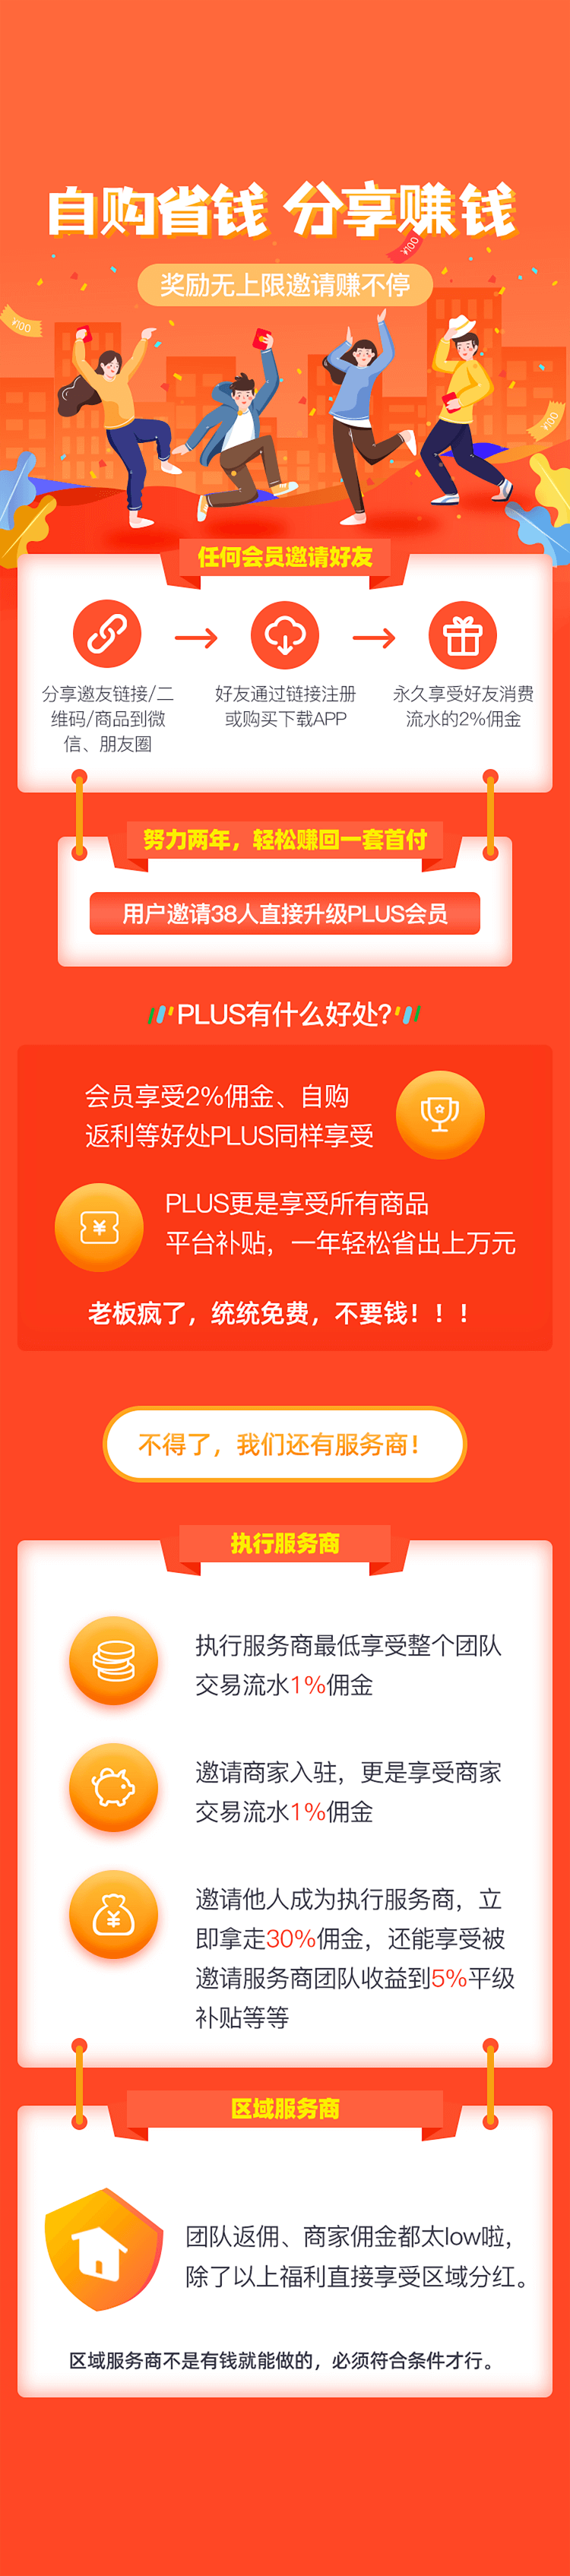 自购省钱 分享赚钱
¥100
奖励无上限邀请赚不停
¥100
¥100
任何会员邀请好友
分享邀友链接/二
维码/商品到微
信、朋友圈
好友通过链接注册
或购买下载APP
永久享受好友消费
流水的2%佣金
努力两年，轻松赚回一套首付
用户邀请38人直接升级PLUS会员
PLUS有什么好处?
会员享受2%佣金、自购
返利等好处PLUS同样享受
¥
PLUS更是享受所有商品
平台补贴，一年轻松省出上万元
老板疯了，统统免费，不要钱！！！
不得了，我们还有服务商！
执行服务商
执行服务商最低享受整个团队
交易流水1%佣金
邀请商家入驻，更是享受商家
交易流水1%佣金
¥
邀请他人成为执行服务商，立
即拿走30%佣金，还能享受被
邀请服务商团队收益到5%平级
补贴等等
区域服务商
团队返佣、商家佣金都太low啦，
除了以上福利直接享受区域分红。
区域服务商不是有钱就能做的，必须符合条件才行。